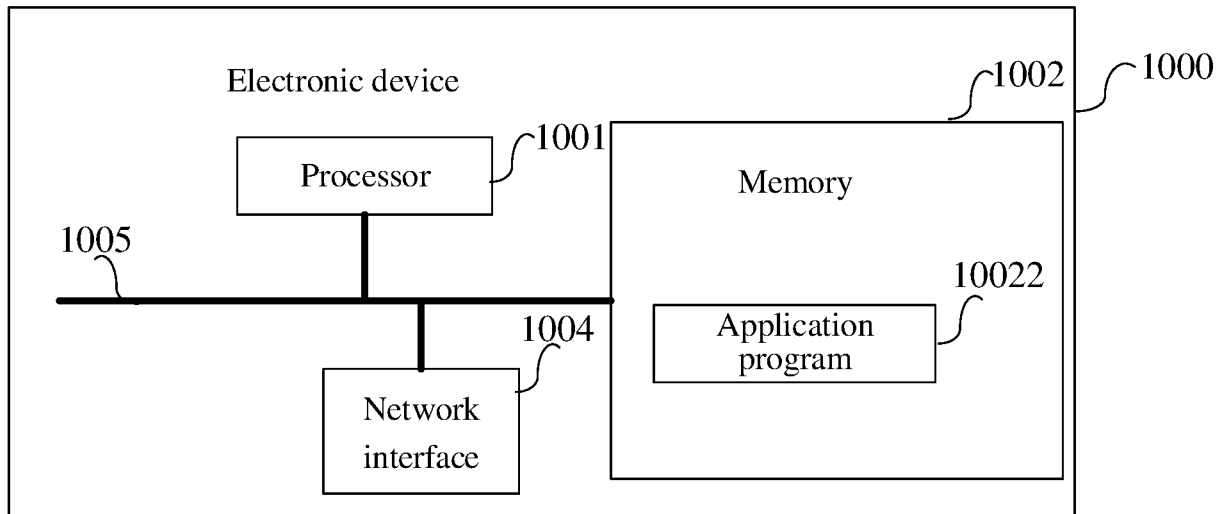 1000
1002
Electronic device
1001
Processor
Memory
1005
10022
Application
program
1004
Network
interface